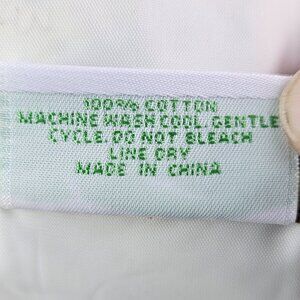 100% COTTON
MACHINE WASH COOL, GENTLE
CYCLE, DO NOT BLEACH
LINE DRY
MADE IN CHINA